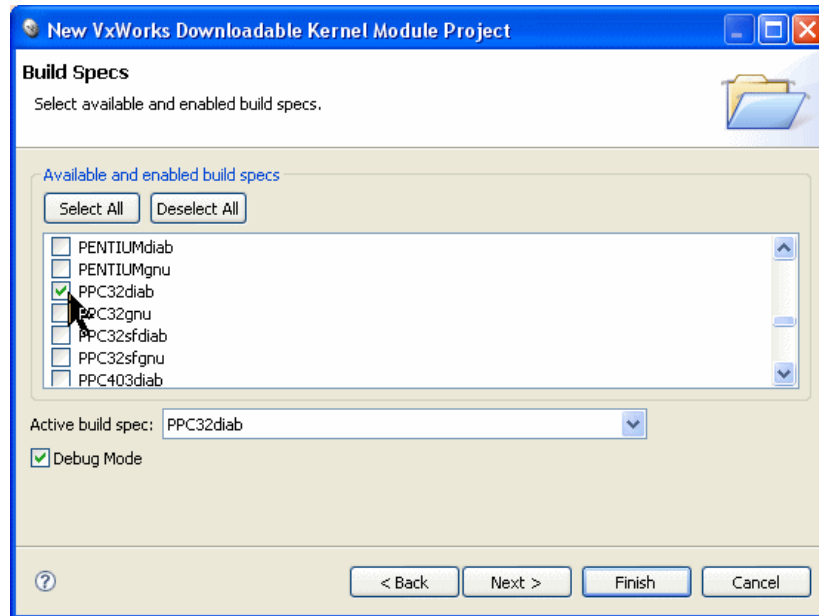 New VxWorks Downloadable Kernel Module Project
Build Specs
Select available and enabled build specs.
Available and enabled build specs
Select All Deselect All
PENTIUMdiab
PENTIUMgnu
PPC32diab
PPC32gnu
PPC32sfdiab
PPC32sfgnu
PPC403diab
Active build spec: PPC32diab
Debug Mode
? < Back Next > Finish Cancel